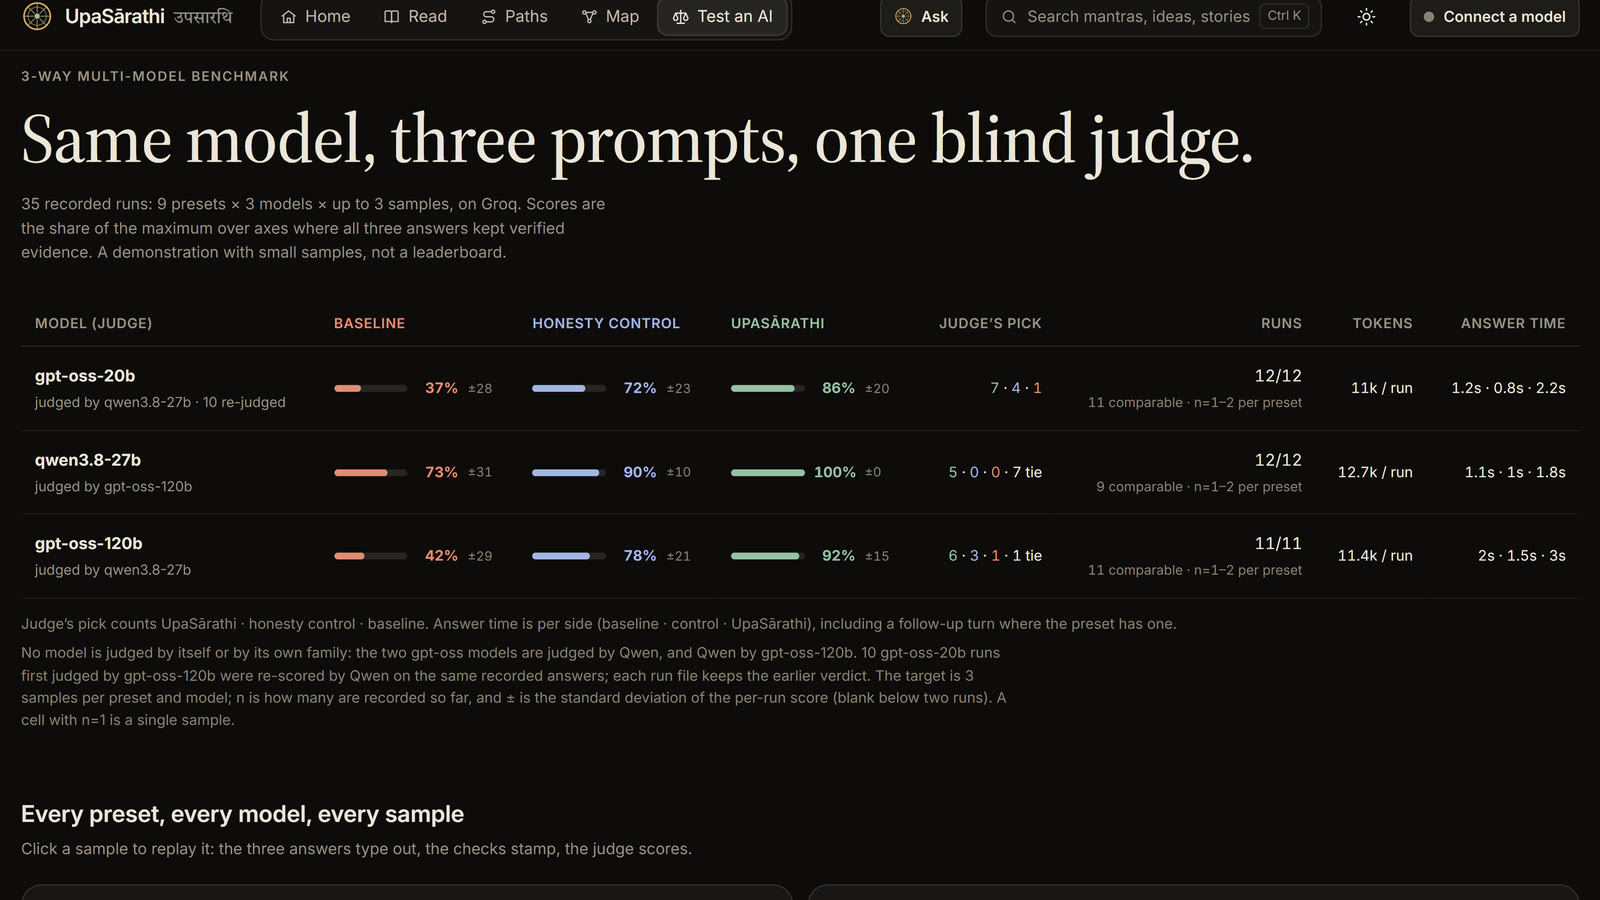 UpaSārathi उपसारथि
Home
Read
Paths
Map
Test an AI
Ask
Search mantras, ideas, stories
Ctrl K
Connect a model
3-WAY MULTI-MODEL BENCHMARK
Same model, three prompts, one blind judge.
35 recorded runs: 9 presets × 3 models × up to 3 samples, on Groq. Scores are
the share of the maximum over axes where all three answers kept verified
evidence. A demonstration with small samples, not a leaderboard.
MODEL (JUDGE) BASELINE HONESTY CONTROL UPASĀRATHI JUDGE’S PICK RUNS TOKENS ANSWER TIME
gpt-oss-20b
judged by qwen3.8-27b · 10 re-judged
37% ±28
72% ±23
86% ±20
7 · 4 · 1
12/12
11 comparable · n=1–2 per preset
11k / run
1.2s · 0.8s · 2.2s
qwen3.8-27b
judged by gpt-oss-120b
73% ±31
90% ±10
100% ±0
5 · 0 · 0 · 7 tie
12/12
9 comparable · n=1–2 per preset
12.7k / run
1.1s · 1s · 1.8s
gpt-oss-120b
judged by qwen3.8-27b
42% ±29
78% ±21
92% ±15
6 · 3 · 1 · 1 tie
11/11
11 comparable · n=1–2 per preset
11.4k / run
2s · 1.5s · 3s
Judge’s pick counts UpaSārathi · honesty control · baseline. Answer time is per side (baseline · control · UpaSārathi), including a follow-up turn where the preset has one.
No model is judged by itself or by its own family: the two gpt-oss models are judged by Qwen, and Qwen by gpt-oss-120b. 10 gpt-oss-20b runs
first judged by gpt-oss-120b were re-scored by Qwen on the same recorded answers; each run file keeps the earlier verdict. The target is 3
samples per preset and model; n is how many are recorded so far, and ± is the standard deviation of the per-run score (blank below two runs). A
cell with n=1 is a single sample.
Every preset, every model, every sample
Click a sample to replay it: the three answers type out, the checks stamp, the judge scores.